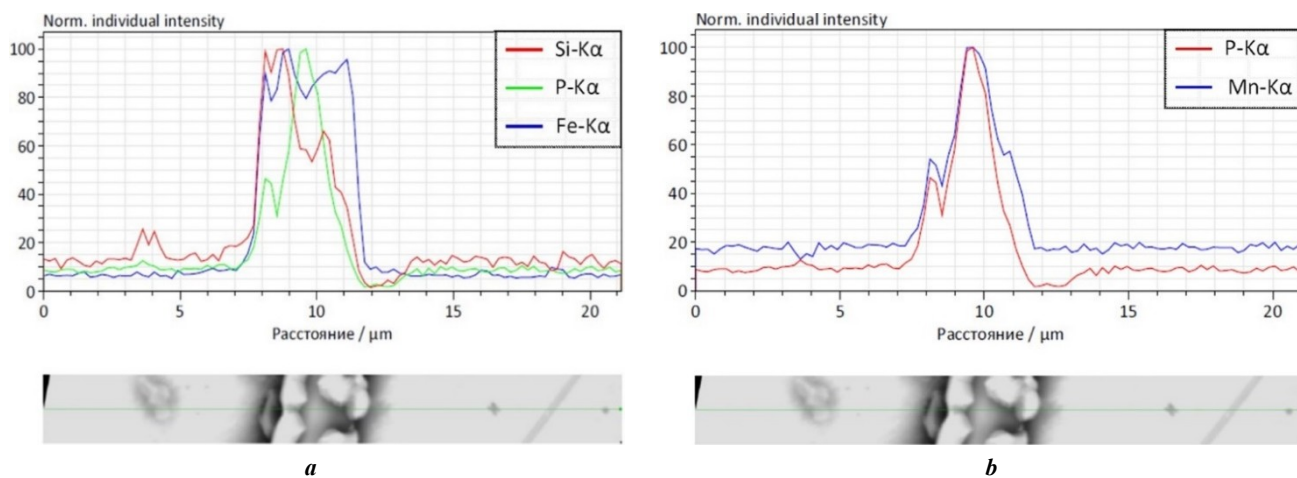 Norm. individual intensity
100
80
60
40
20
0
Si-Kα
P-Kα
Fe-Kα
0 5 10 15 20
Расстояние / μm
a
Norm. individual intensity
100
80
60
40
20
0
P-Kα
Mn-Kα
0 5 10 15 20
Расстояние / μm
b